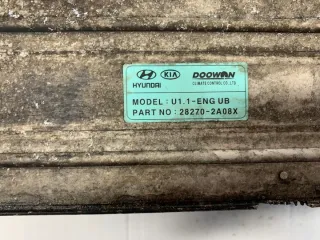 HYUNDAI KIA DOOWON
CLIMATE CONTROL CO., LTD
MODEL : U1.1-ENG UB
PART NO : 28270-2A08X